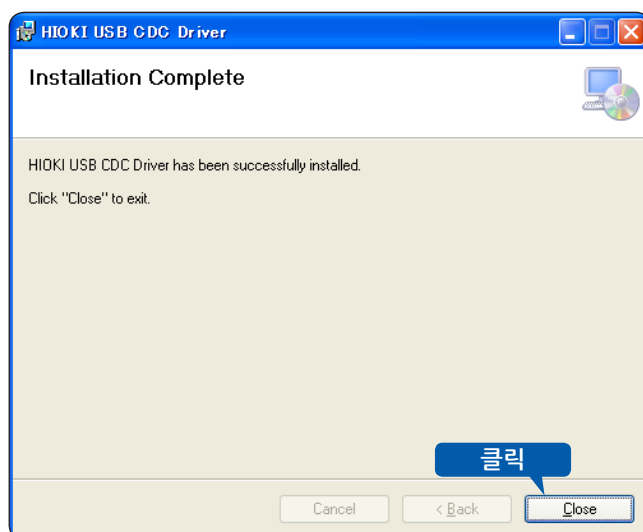 HIOKI USB CDC Driver
Installation Complete
HIOKI USB CDC Driver has been successfully installed.
Click "Close" to exit.
클릭
Cancel < Back Close